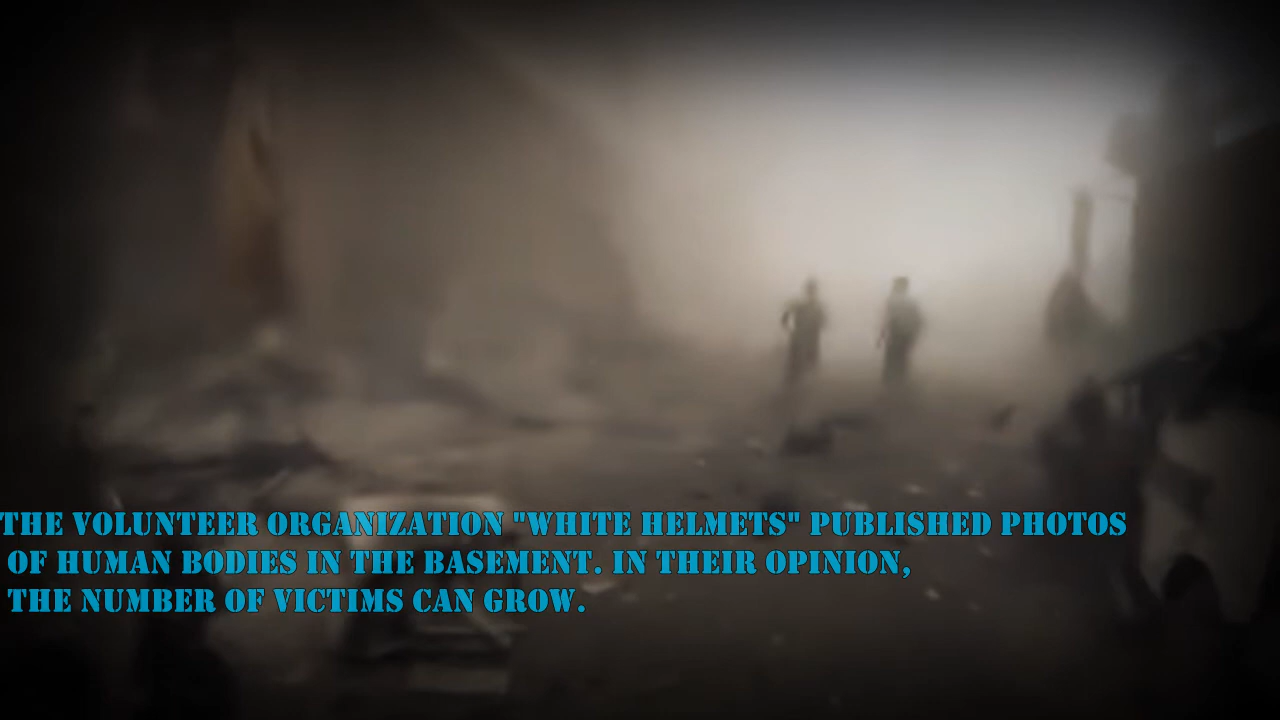 THE VOLUNTEER ORGANIZATION "WHITE HELMETS" PUBLISHED PHOTOS
OF HUMAN BODIES IN THE BASEMENT. IN THEIR OPINION,
THE NUMBER OF VICTIMS CAN GROW.